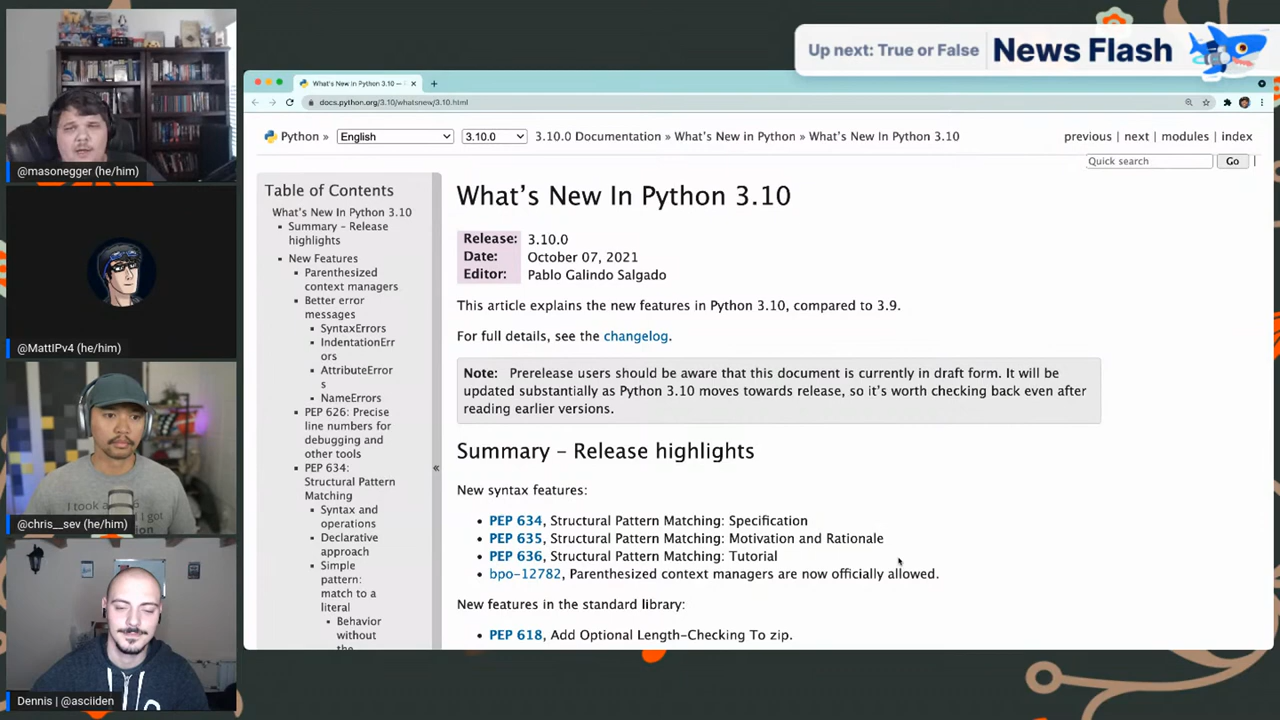 Up next: True or False
News Flash
What's New In Python 3.10 —
docs.python.org/3.10/whatsnew/3.10.html
Python »
English
3.10.0
3.10.0 Documentation » What's New in Python » What's New In Python 3.10
previous | next | modules | index
Quick search
Go
|
Table of Contents
What's New In Python 3.10
Summary – Release
highlights
New Features
Parenthesized
context managers
Better error
messages
SyntaxErrors
IndentationErr
ors
AttributeError
s
NameErrors
PEP 626: Precise
line numbers for
debugging and
other tools
PEP 634:
Structural Pattern
Matching
Syntax and
operations
Declarative
approach
Simple
pattern:
match to a
literal
Behavior
without
the
«
What's New In Python 3.10
Release: 3.10.0
Date: October 07, 2021
Editor: Pablo Galindo Salgado
This article explains the new features in Python 3.10, compared to 3.9.
For full details, see the changelog.
Note: Prerelease users should be aware that this document is currently in draft form. It will be
updated substantially as Python 3.10 moves towards release, so it's worth checking back even after
reading earlier versions.
Summary – Release highlights
New syntax features:
PEP 634, Structural Pattern Matching: Specification
PEP 635, Structural Pattern Matching: Motivation and Rationale
PEP 636, Structural Pattern Matching: Tutorial
bpo-12782, Parenthesized context managers are now officially allowed.
New features in the standard library:
PEP 618, Add Optional Length-Checking To zip.
@masonegger (he/him)
@MattIPv4 (he/him)
I took a
@chris__sev (he/him)
Dennis | @asciiden